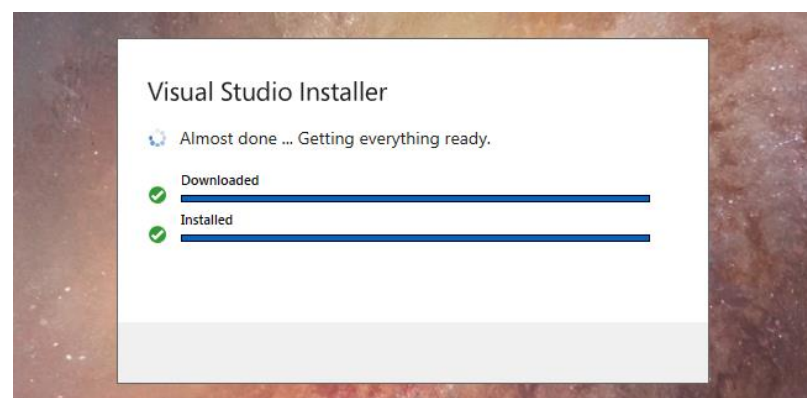 Visual Studio Installer
Almost done ... Getting everything ready.
Downloaded
Installed